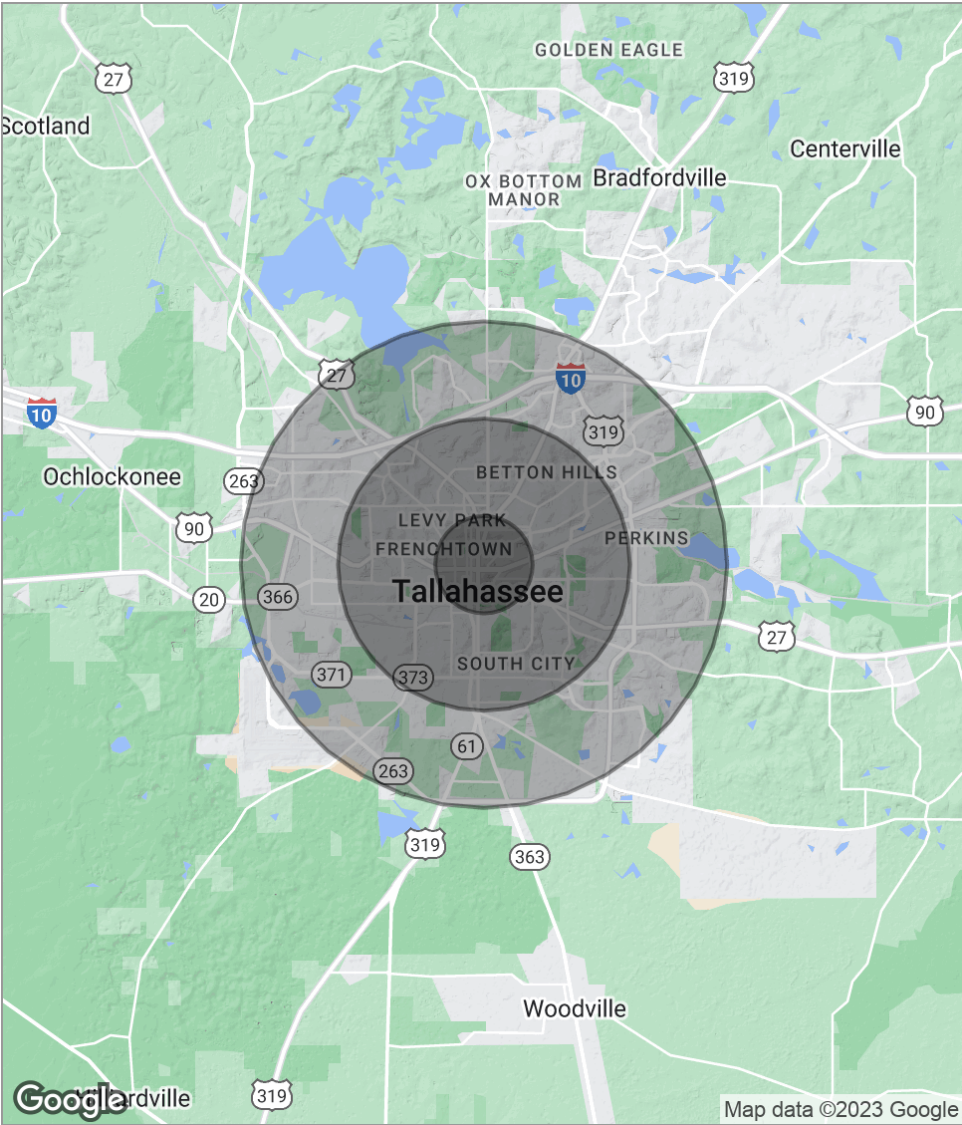 GOLDEN EAGLE
27
319
Scotland
Centerville
OX BOTTOM
MANOR
Bradfordville
27
10
10
90
319
Ochlockonee
263
BETTON HILLS
90
LEVY PARK
PERKINS
FRENCHTOWN
Tallahassee
366
20
27
SOUTH CITY
371
373
61
263
319
363
Woodville
319
Google
Map data ©2023 Google